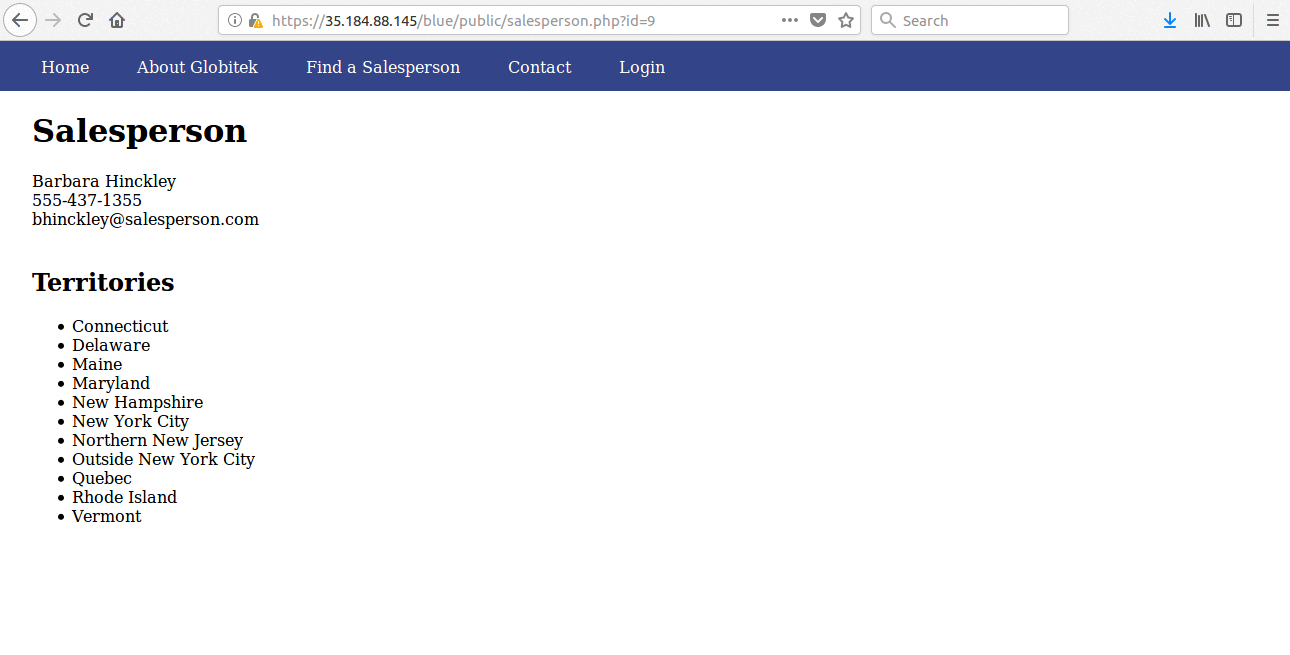 https://35.184.88.145/blue/public/salesperson.php?id=9
Search
Home About Globitek Find a Salesperson Contact Login
Salesperson
Barbara Hinckley
555-437-1355
bhinckley@salesperson.com
Territories
Connecticut
Delaware
Maine
Maryland
New Hampshire
New York City
Northern New Jersey
Outside New York City
Quebec
Rhode Island
Vermont